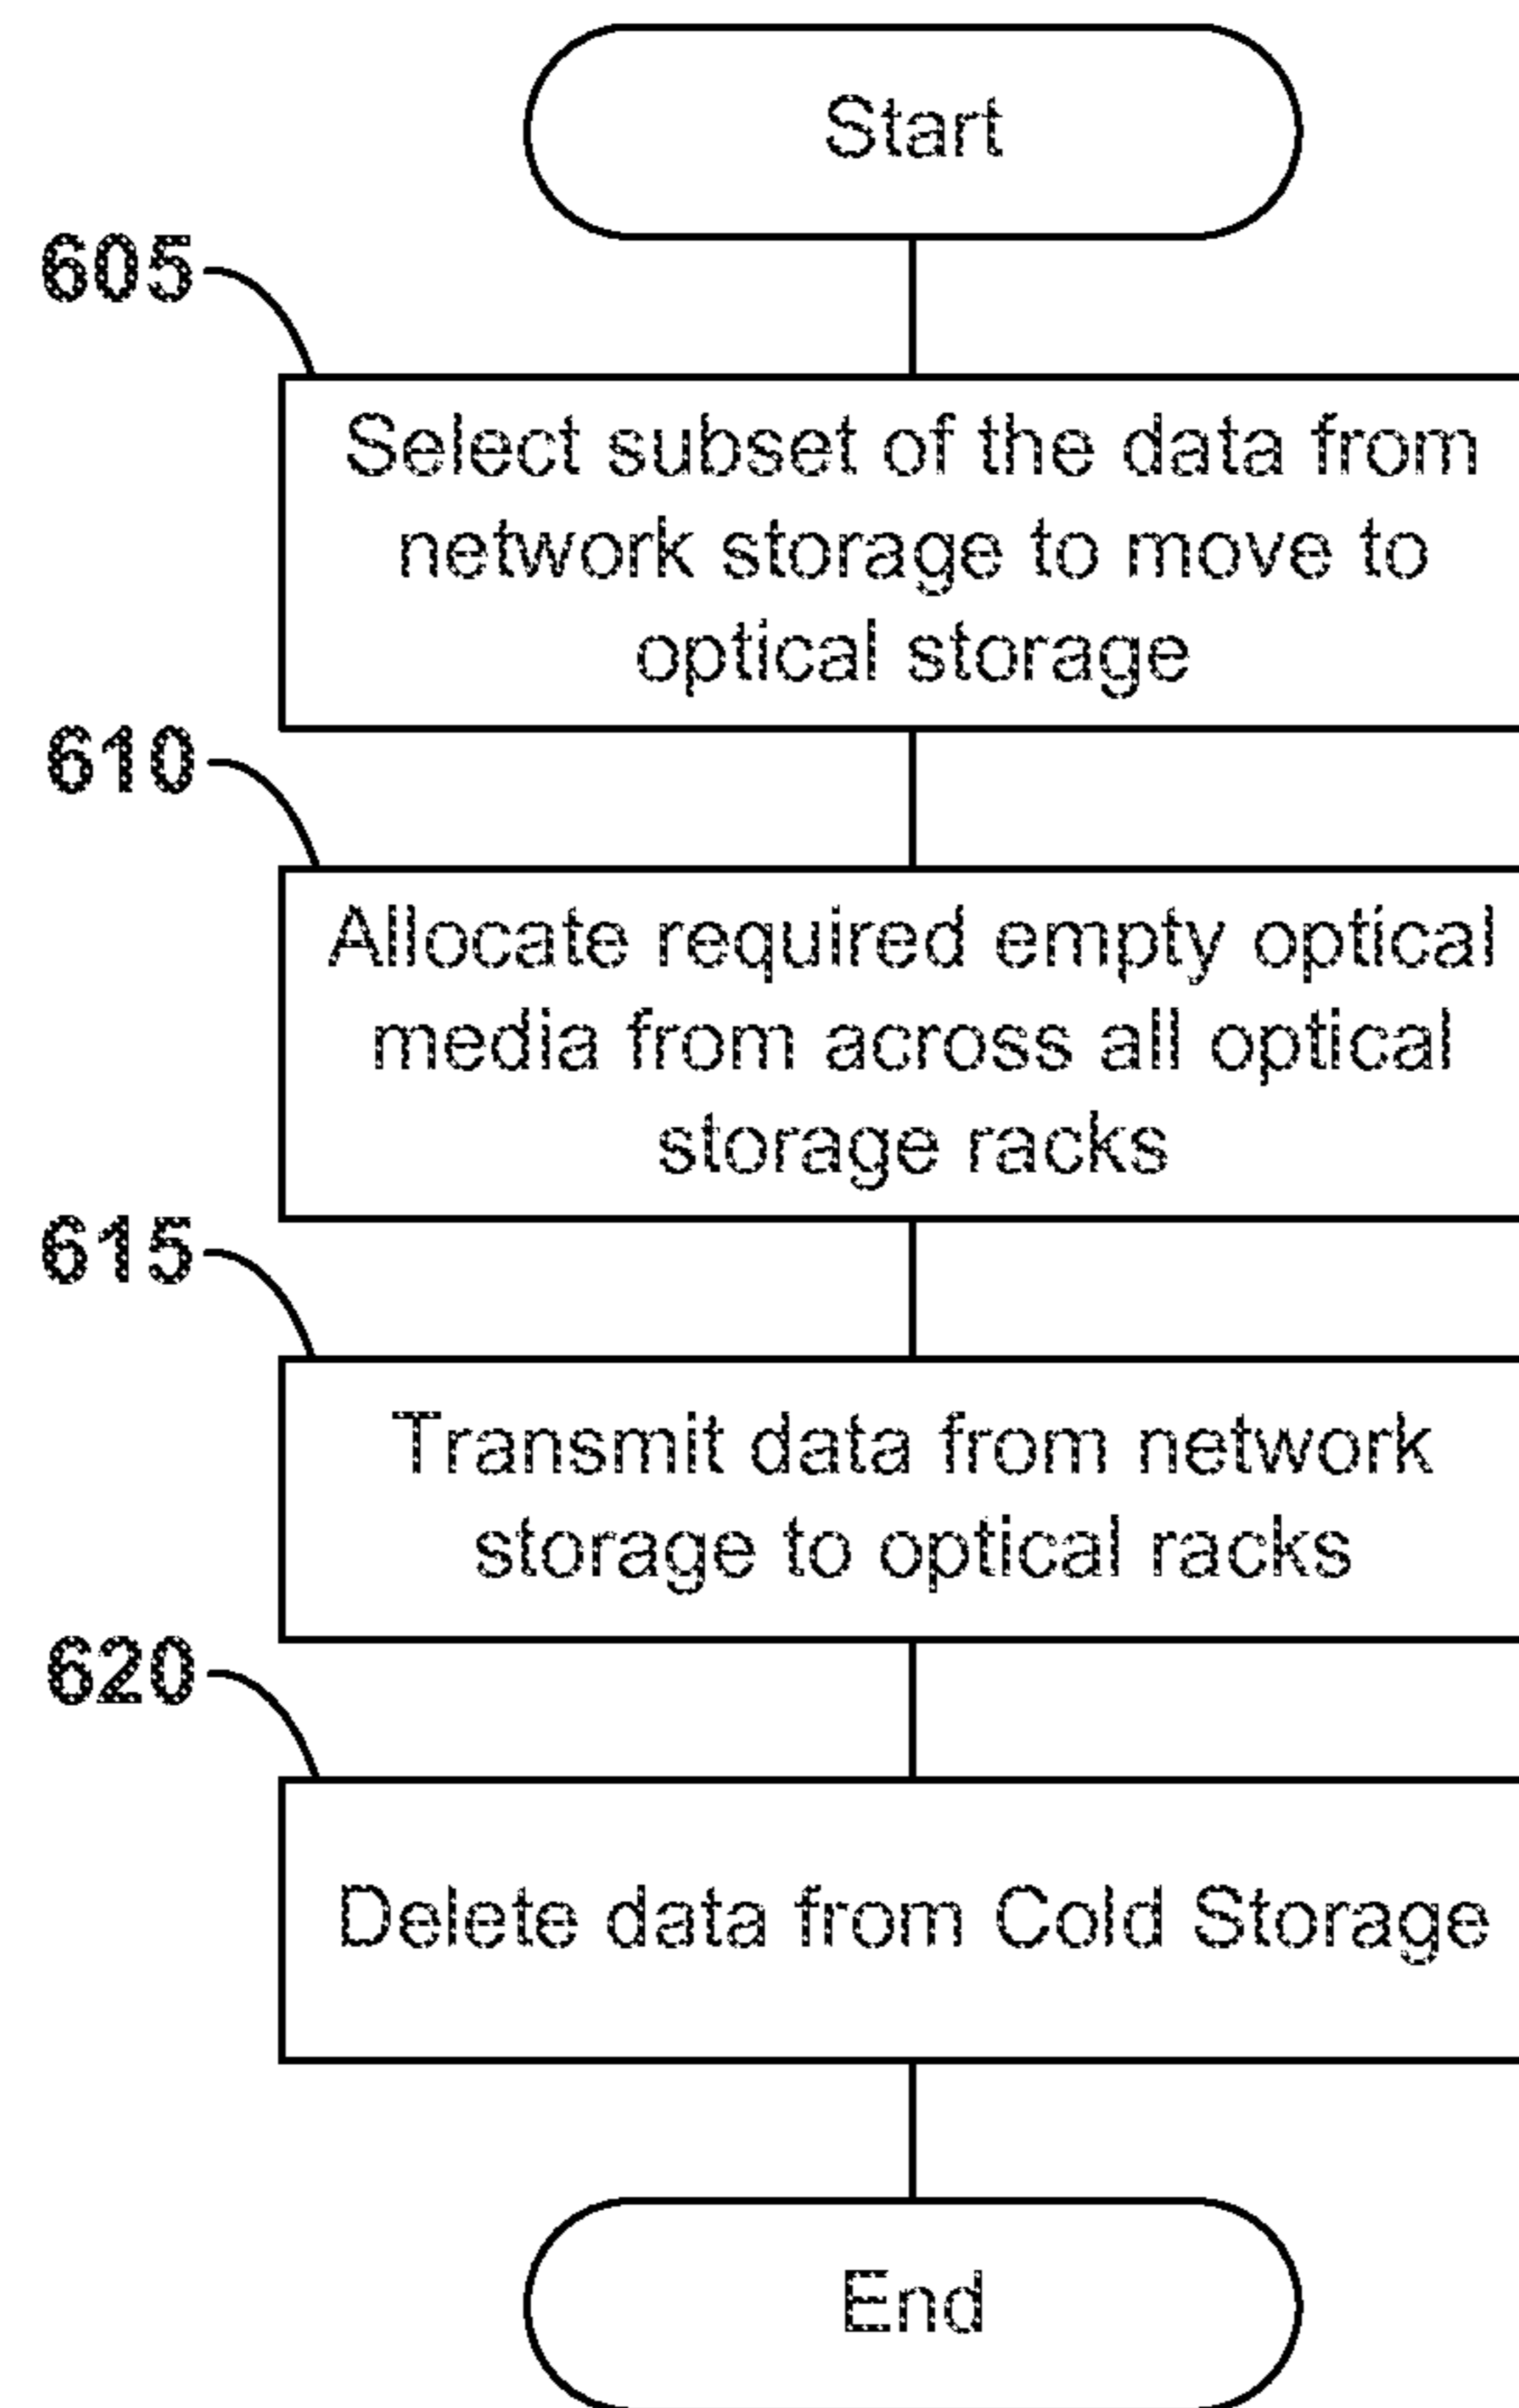 Start
605
Select subset of the data from
network storage to move to
optical storage
610
Allocate required empty optical
media from across all optical
storage racks
615
Transmit data from network
storage to optical racks
620
Delete data from Cold Storage
End